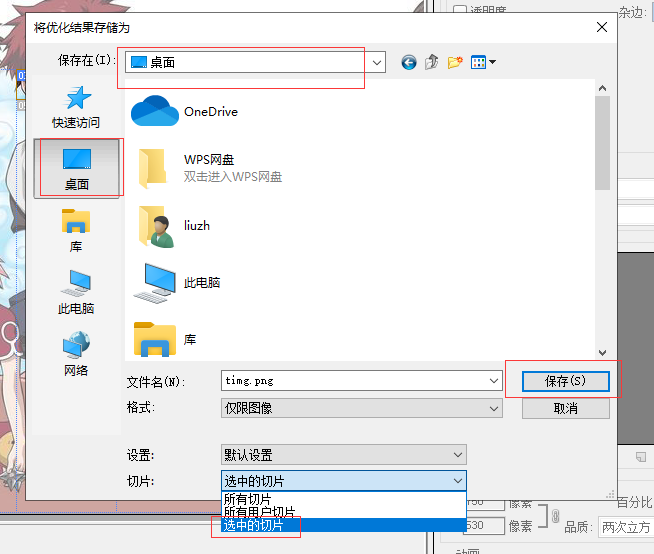 透明度
杂边:
将优化结果存储为
保存在(I):
桌面
快速访问
桌面
库
此电脑
网络
OneDrive
WPS网盘
双击进入WPS网盘
liuzh
此电脑
库
文件名(N):
timg.png
保存(S)
格式:
仅限图像
取消
设置:
默认设置
切片:
选中的切片
所有切片
所有用户切片
选中的切片
像素
百分比
530
像素
品质:
两次立方